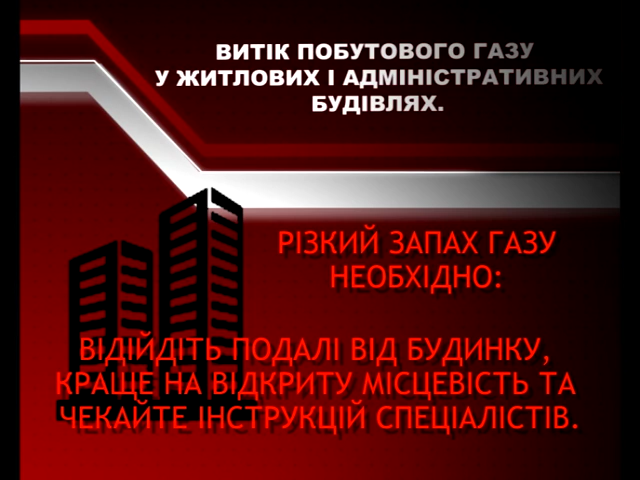 ВИТІК ПОБУТОВОГО ГАЗУ
У ЖИТЛОВИХ І АДМІНІСТРАТИВНИХ
БУДІВЛЯХ.
РІЗКИЙ ЗАПАХ ГАЗУ
НЕОБХІДНО:
ВІДІЙДІТЬ ПОДАЛІ ВІД БУДИНКУ,
КРАЩЕ НА ВІДКРИТУ МІСЦЕВІСТЬ ТА
ЧЕКАЙТЕ ІНСТРУКЦІЙ СПЕЦІАЛІСТІВ.